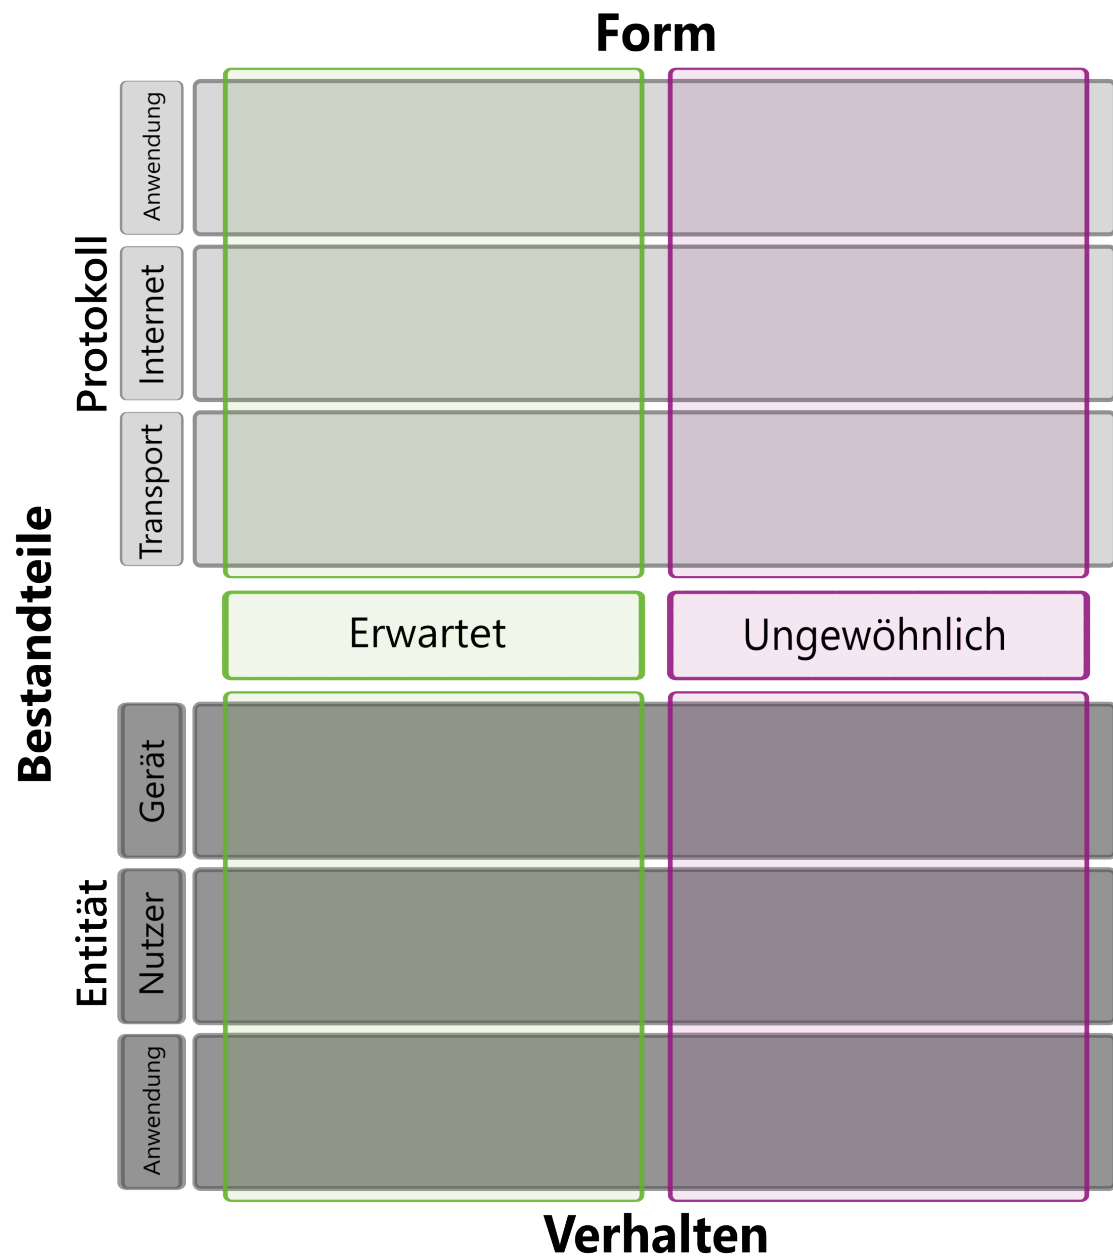 Form
Bestandteile
Protokoll
Anwendung
Internet
Transport
Erwartet
Ungewöhnlich
Entität
Gerät
Nutzer
Anwendung
Verhalten